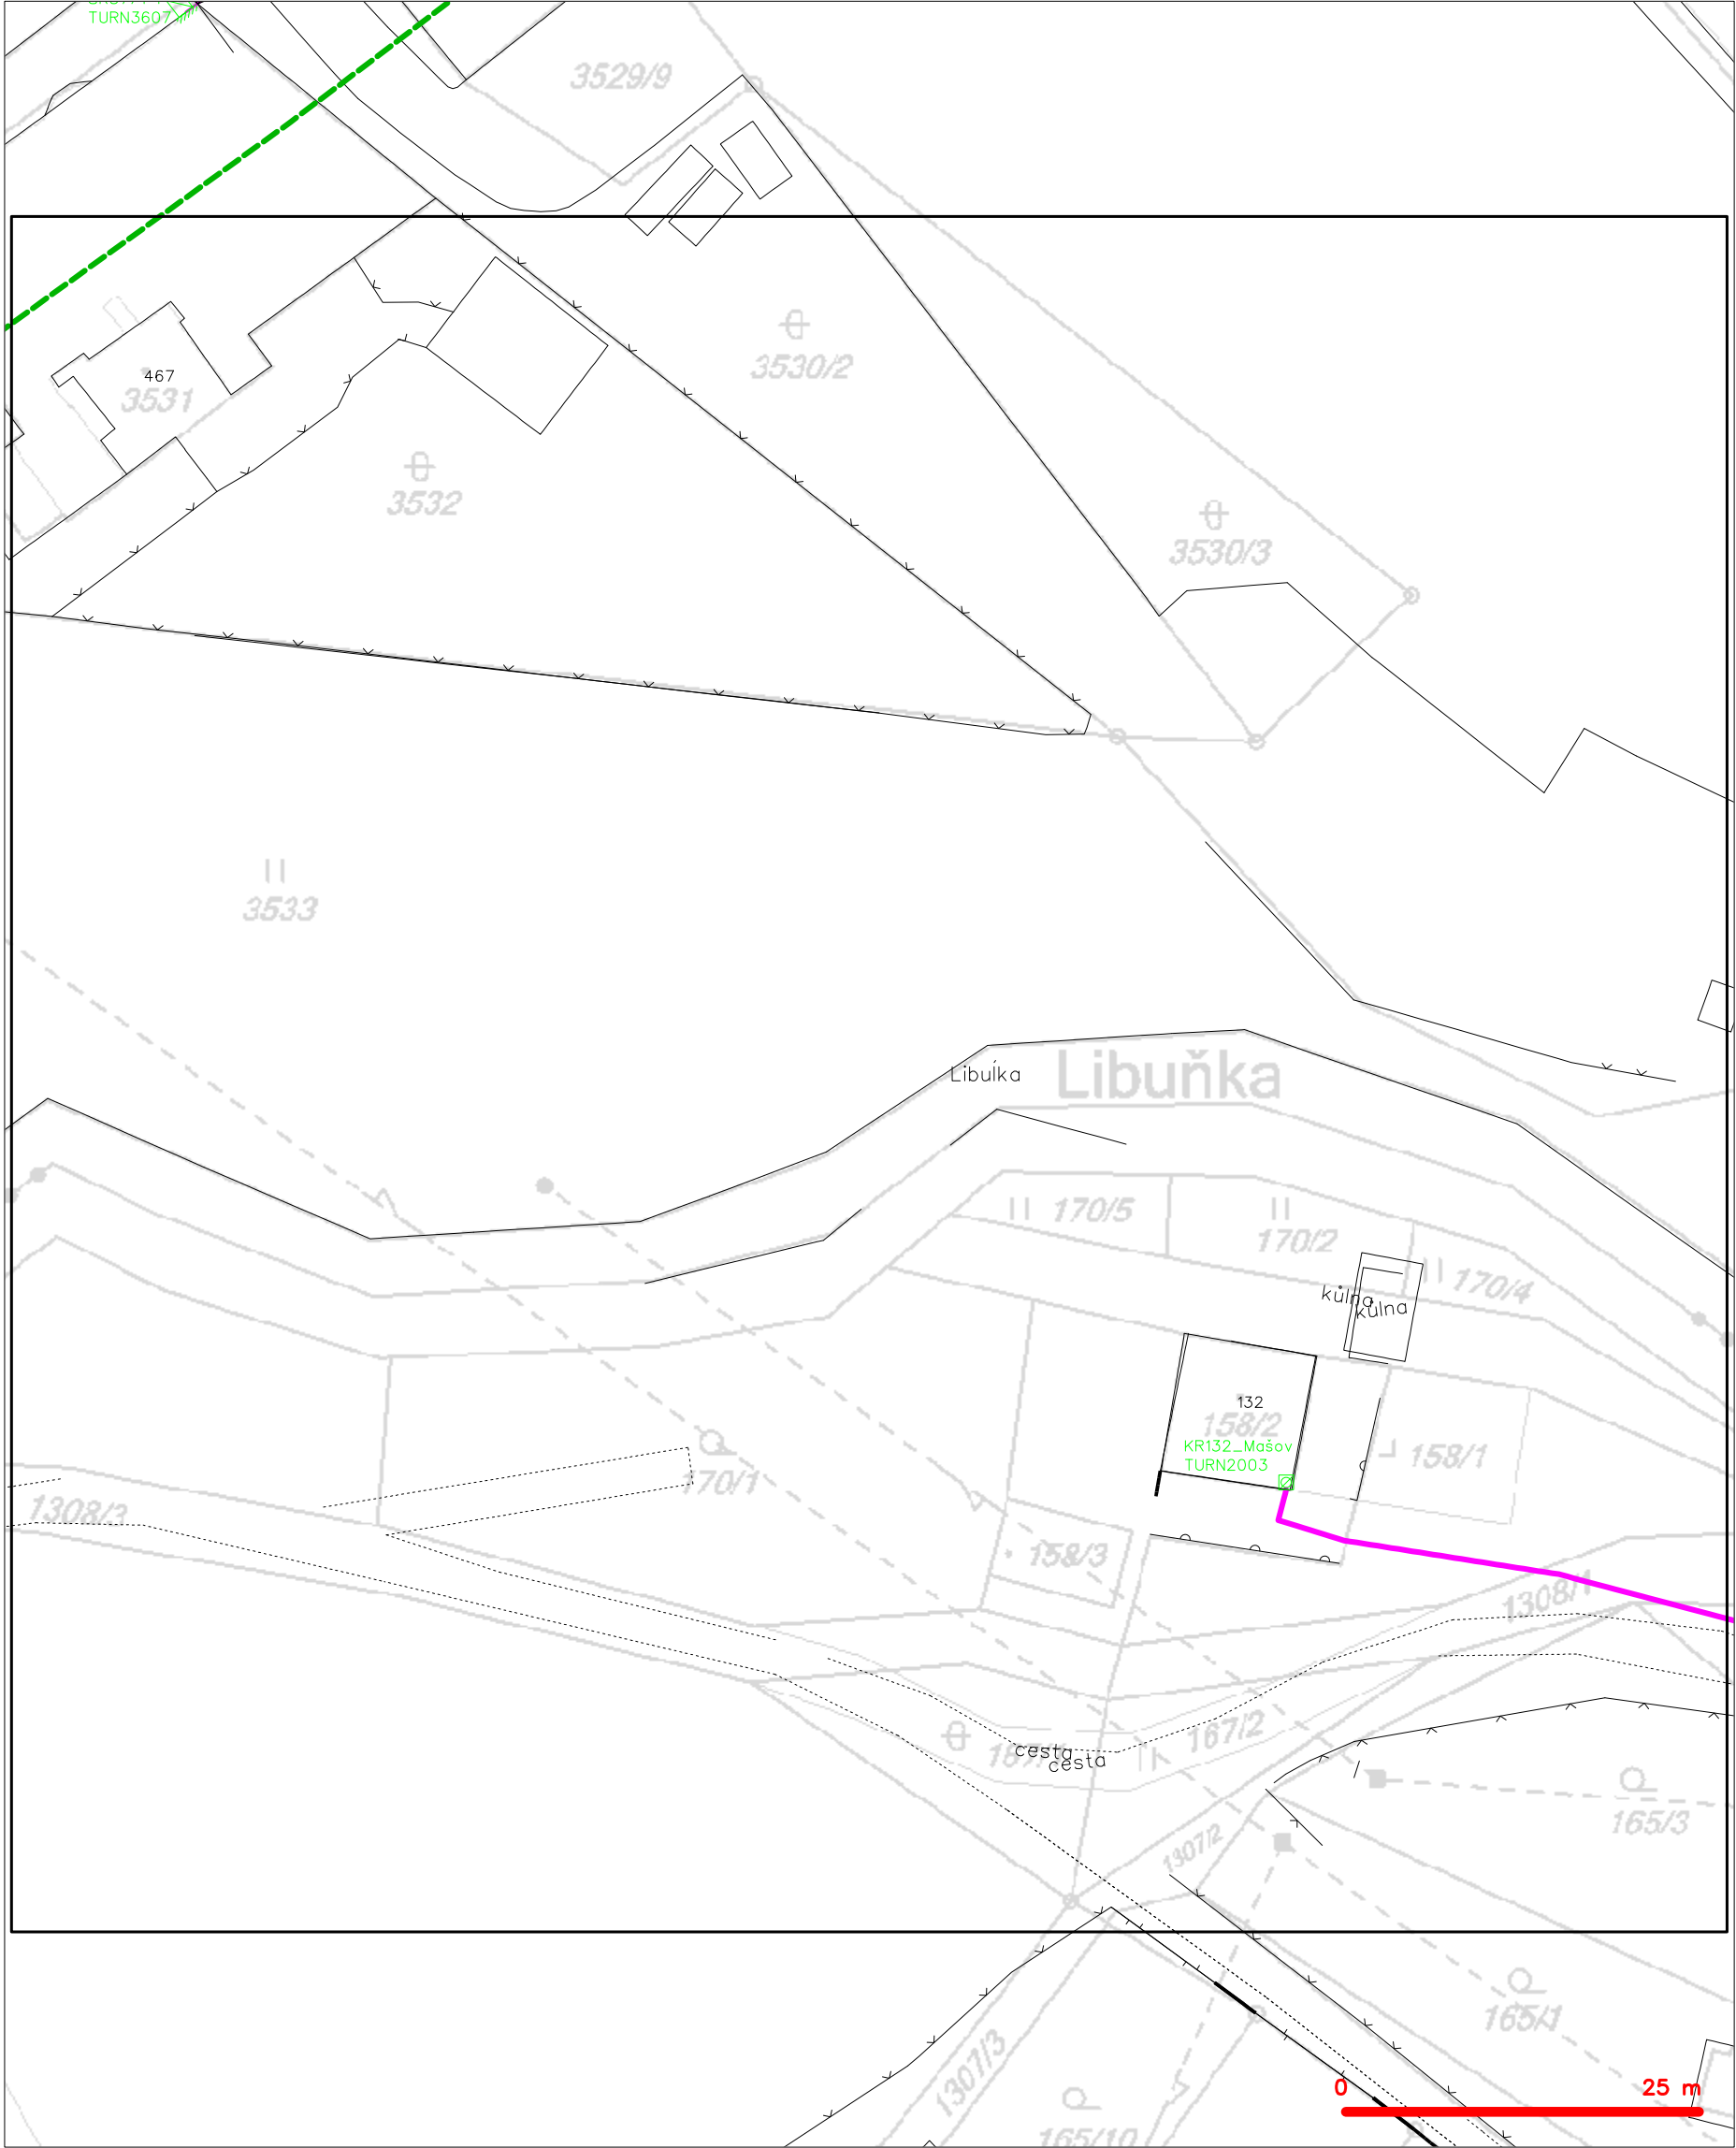 TURN3607
3529/9
3530/2
467
3531
3532
3530/3
3533
Libuĺka
Libuňka
170/5
170/2
170/4
kůlna
kůlna
132
158/2
KR132_Mašov
TURN2003
158/1
170/1
1308/3
158/3
1308/1
167/2
cesta
cesta
165/3
1307/2
165/1
1307/3
0
25 m
165/10